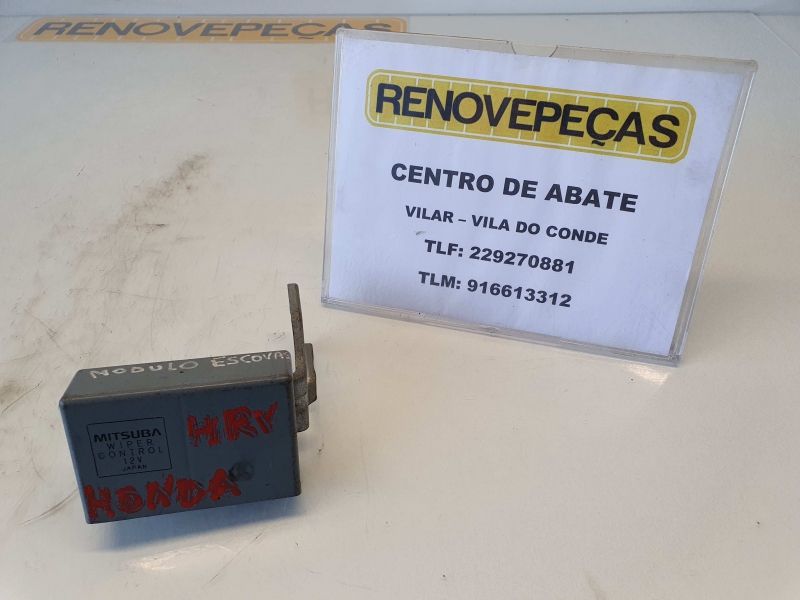 RENOVEPEÇAS
RENOVEPEÇAS
CENTRO DE ABATE
VILAR – VILA DO CONDE
TLF: 229270881
TLM: 916613312
MODULO ESCOVAS
MITSUBA
WIPER
CONTROL
12V
JAPAN
HRV
HONDA